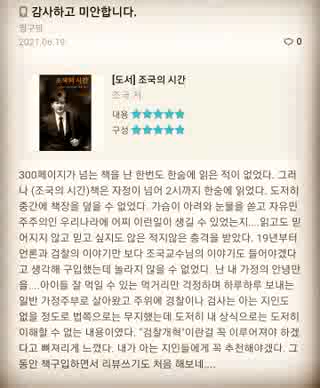 감사하고 미안합니다.
2021.06.19
0
조국의 시간
[도서] 조국의 시간
조국 저
내용
구성
300페이지가 넘는 책을 난 한번도 한숨에 읽은 적이 없었다. 그러
나 (조국의 시간)책은 자정이 넘어 2시까지 한숨에 읽었다. 도저히
중간에 책장을 덮을 수 없었다. 가슴이 아려와 눈물을 쏟고 자유민
주주의인 우리나라에 어찌 이런일이 생길 수 있었는지....읽고도 믿
어지지 않고 믿고 싶지도 않은 적지않은 충격을 받았다. 19년부터
언론과 검찰의 이야기만 보다 조국교수님의 이야기도 들어야겠다
고 생각해 구입했는데 놀라지 않을 수 없었다. 난 내 가정의 안녕만
을....아이들 잘 먹일 수 있는 먹거리만 걱정하며 하루하루 보내는
일반 가정주부로 살아왔고 주위에 경찰이나 검사는 아는 지인도
없을 정도로 법쪽으로는 무지했는데 도저히 내 상식으로는 도저히
이해할 수 없는 내용이였다. "검찰개혁"이란걸 꼭 이루어져야 하겠
다고 뼈져리게 느꼈다. 내가 아는 지인들에게 꼭 추천해야겠다. 그
동안 책구입하면서 리뷰쓰기도 처음 해보네....